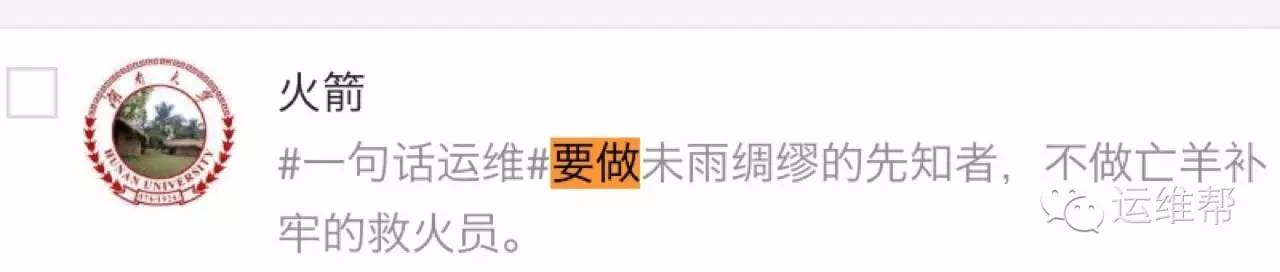 火箭
#一句话运维#要做未雨绸缪的先知者，不做亡羊补
牢的救火员。
湖南大学
HUNAN UNIVERSITY
976-1926
运维帮